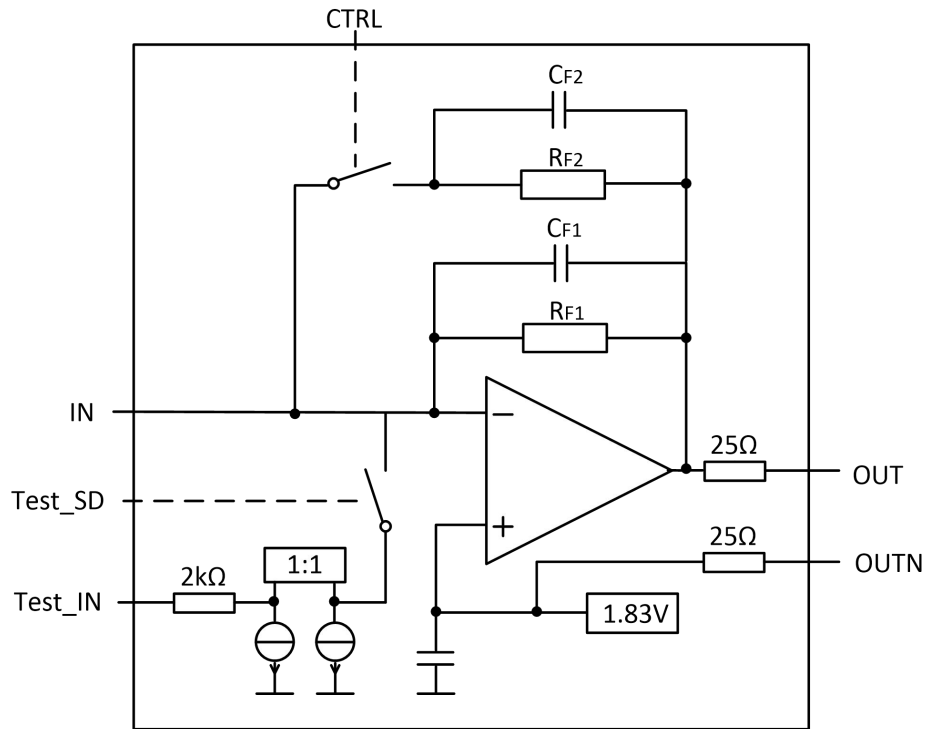 CTRL
CF2
RF2
CF1
RF1
IN
−
25Ω
OUT
Test_SD
+
25Ω
OUTN
1:1
2kΩ
Test_IN
1.83V